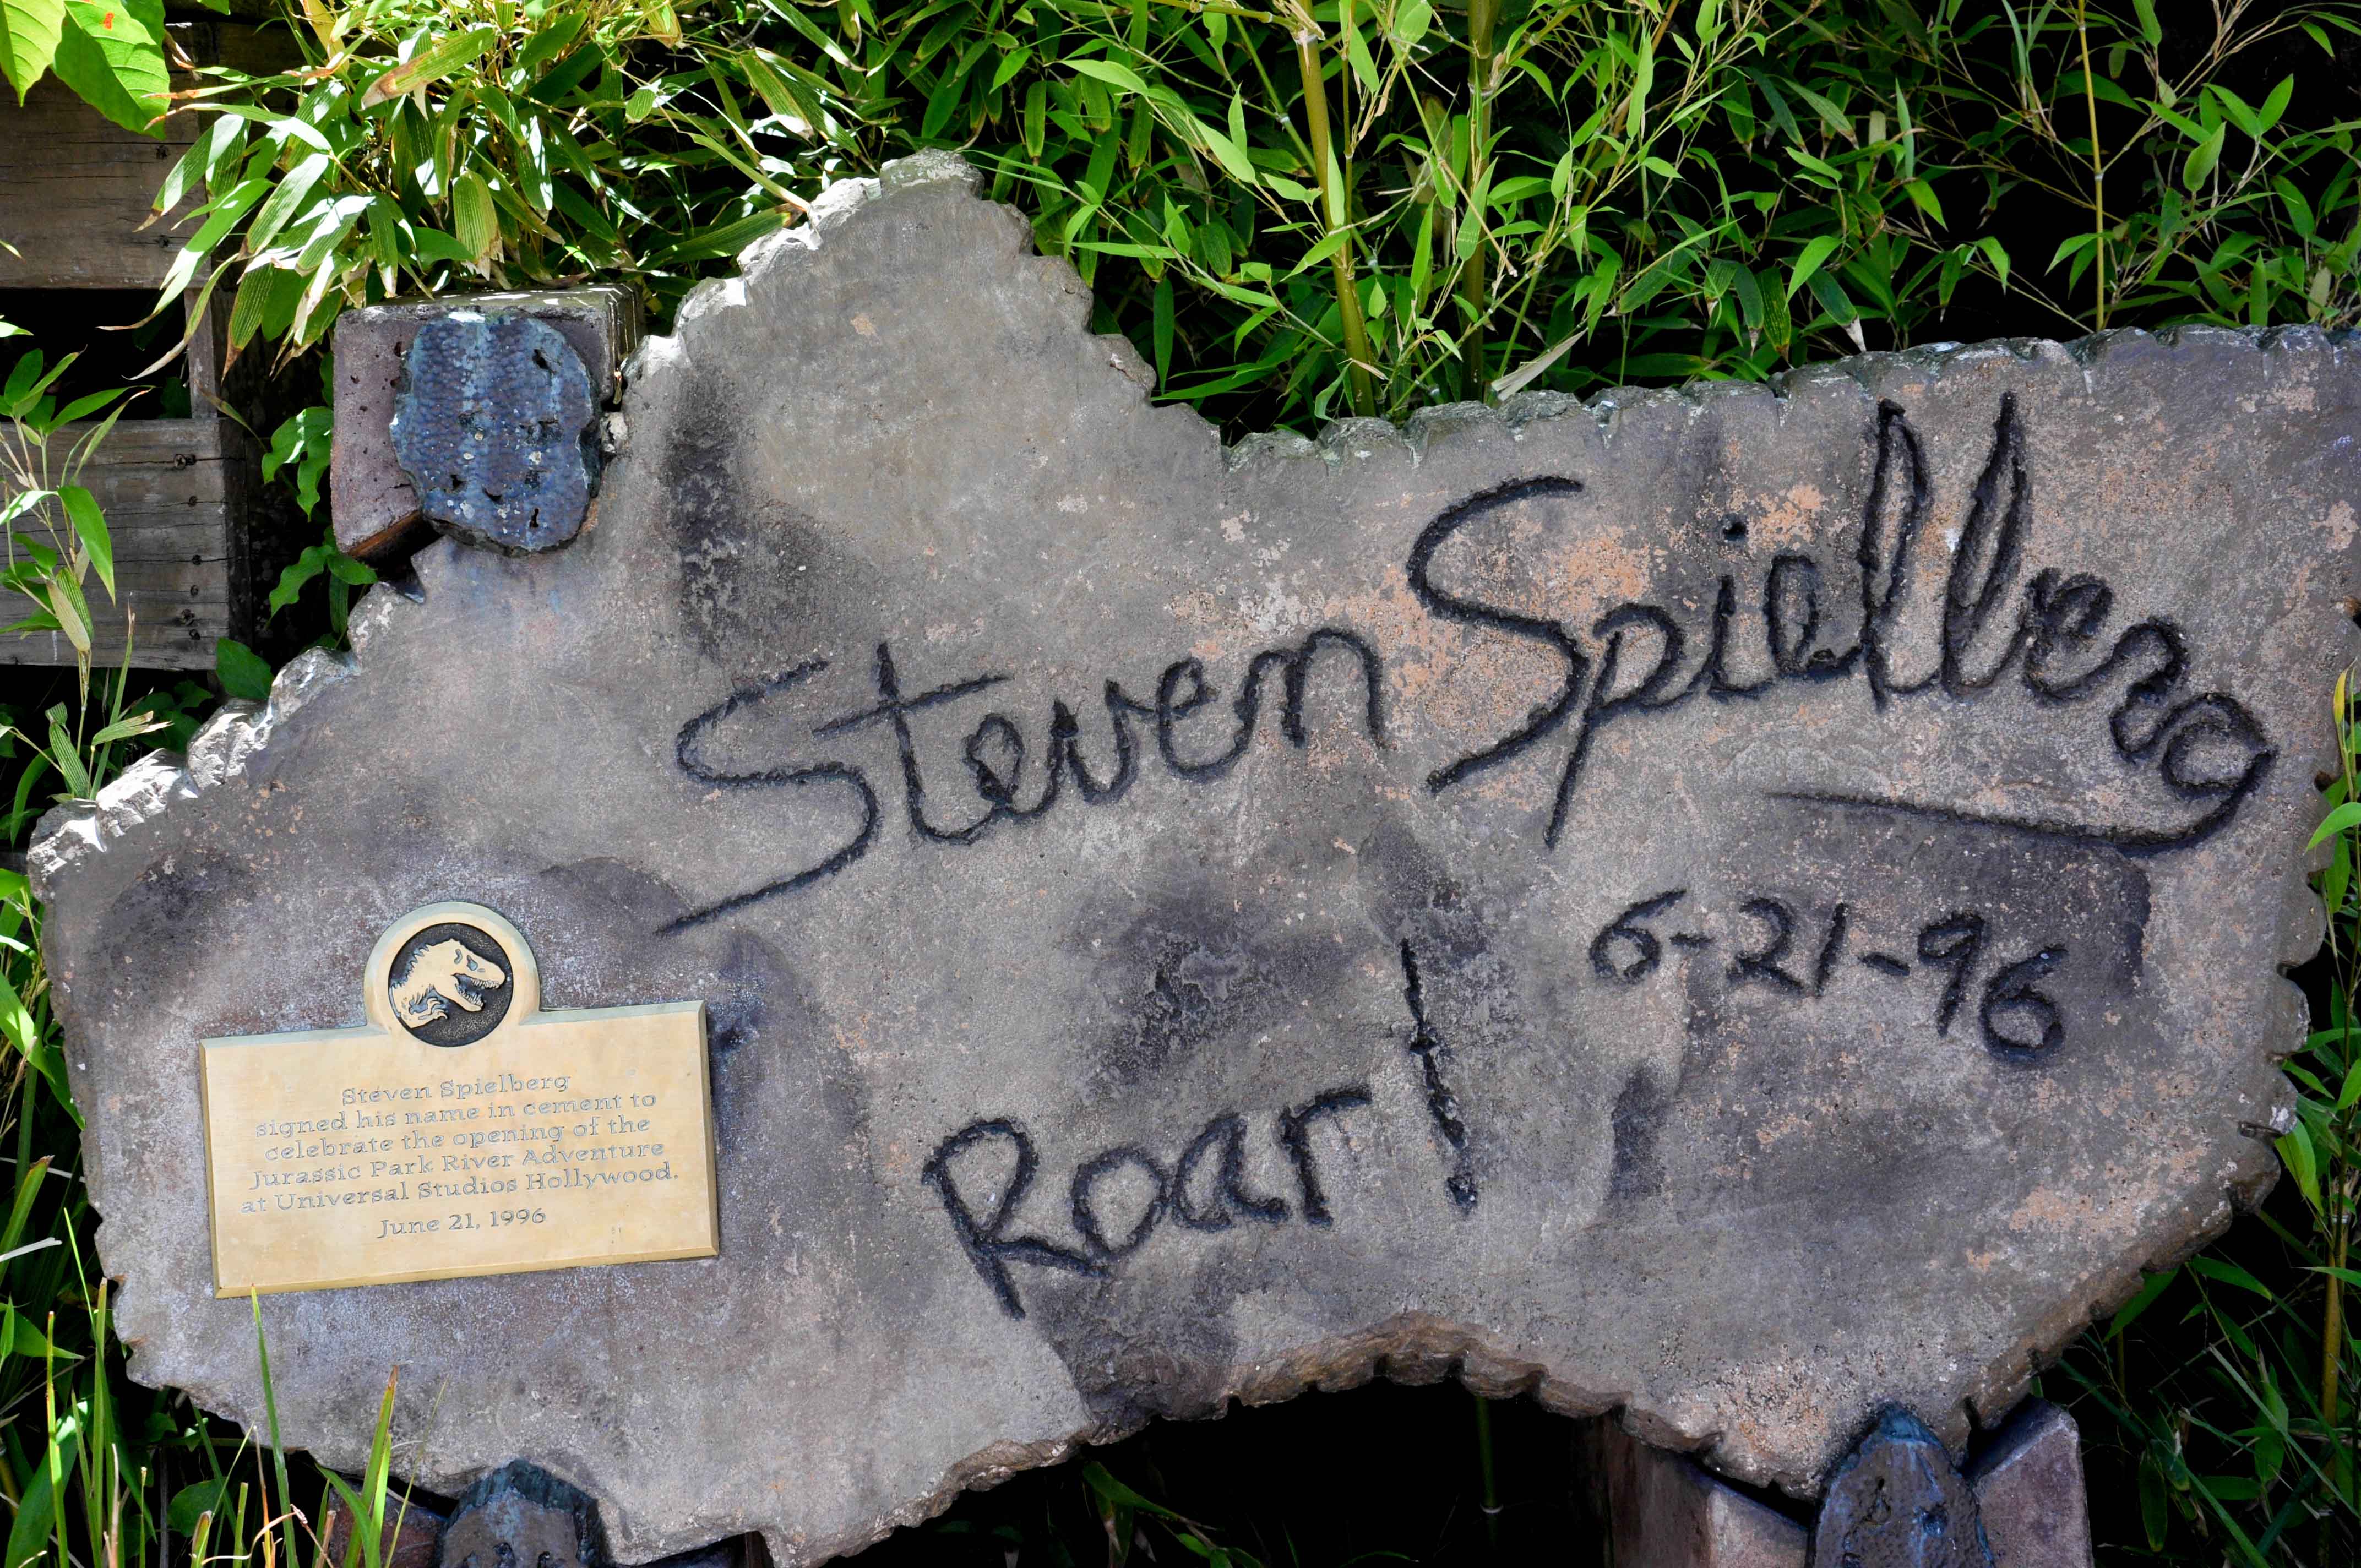 Steven Spielberg
6-21-96
Roar!
Steven Spielberg
signed his name in cement to
celebrate the opening of the
Jurassic Park River Adventure
at Universal Studios Hollywood.
June 21, 1996